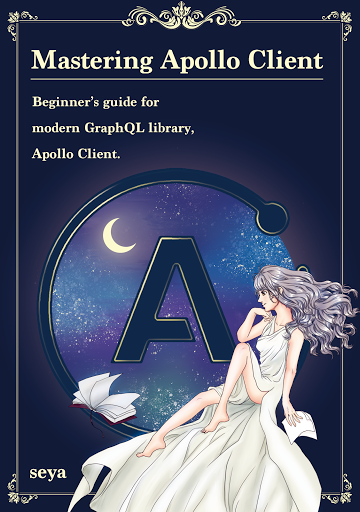 Mastering Apollo Client
Beginner's guide for
modern GraphQL library,
Apollo Client.
A
seya